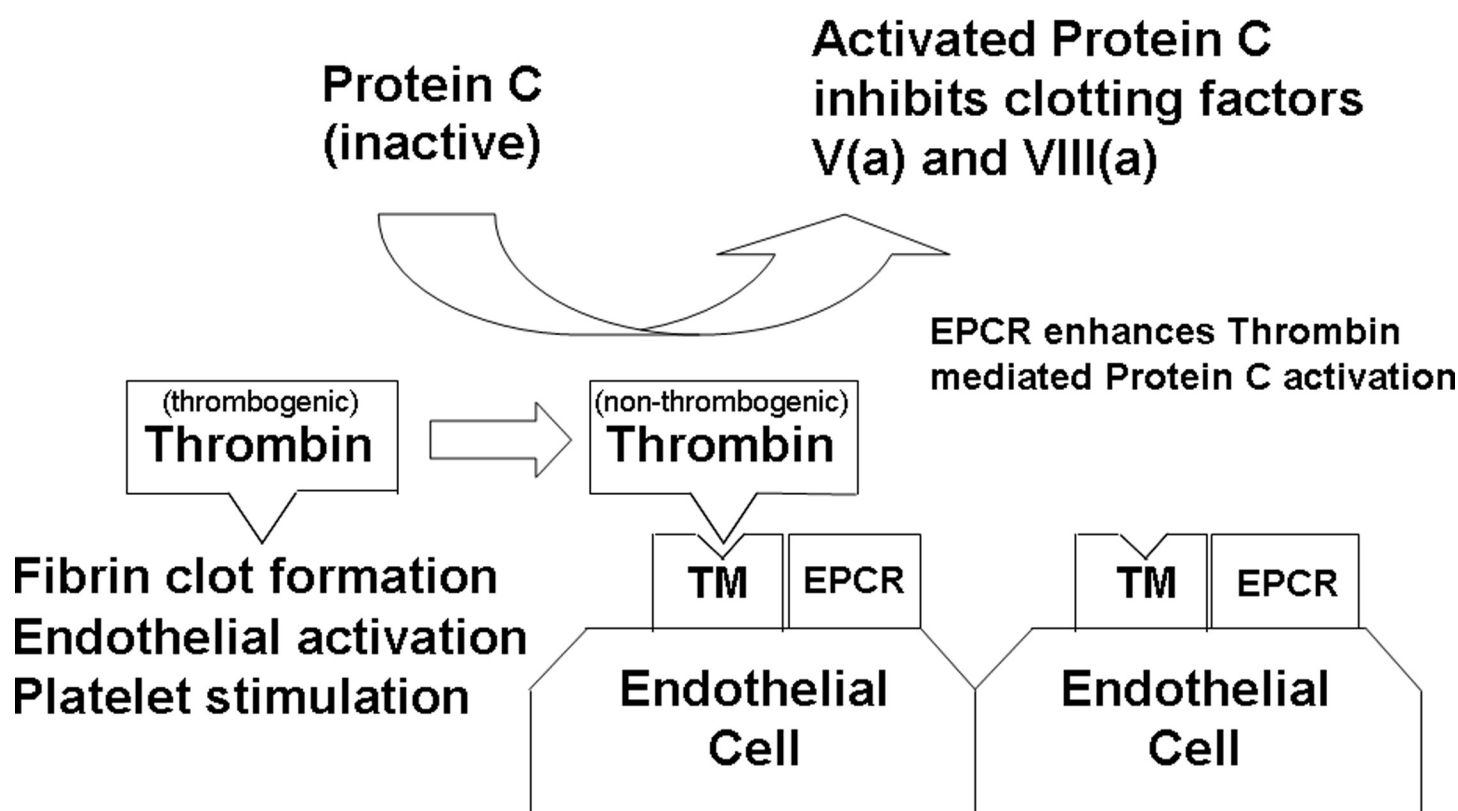 Protein C
(inactive)
Activated Protein C
inhibits clotting factors
V(a) and VIII(a)
EPCR enhances Thrombin
mediated Protein C activation
(thrombogenic)
Thrombin
(non-thrombogenic)
Thrombin
Fibrin clot formation
Endothelial activation
Platelet stimulation
TM
EPCR
Endothelial
Cell
TM
EPCR
Endothelial
Cell